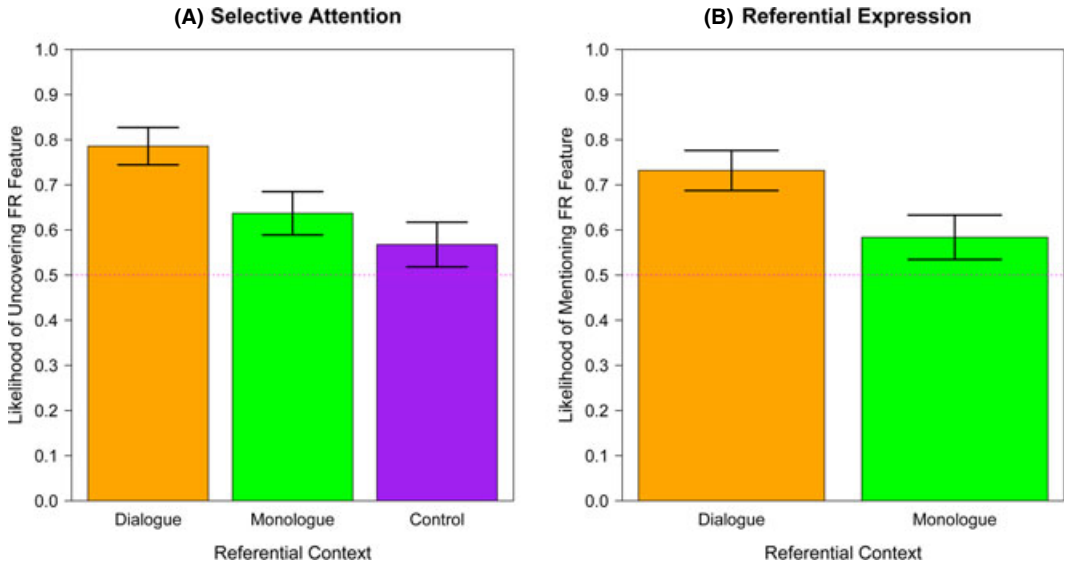 (A) Selective Attention
Likelihood of Uncovering FR Feature
1.0
0.9
0.8
0.7
0.6
0.5
0.4
0.3
0.2
0.1
0.0
Dialogue Monologue Control
Referential Context
(B) Referential Expression
Likelihood of Mentioning FR Feature
1.0
0.9
0.8
0.7
0.6
0.5
0.4
0.3
0.2
0.1
0.0
Dialogue Monologue
Referential Context